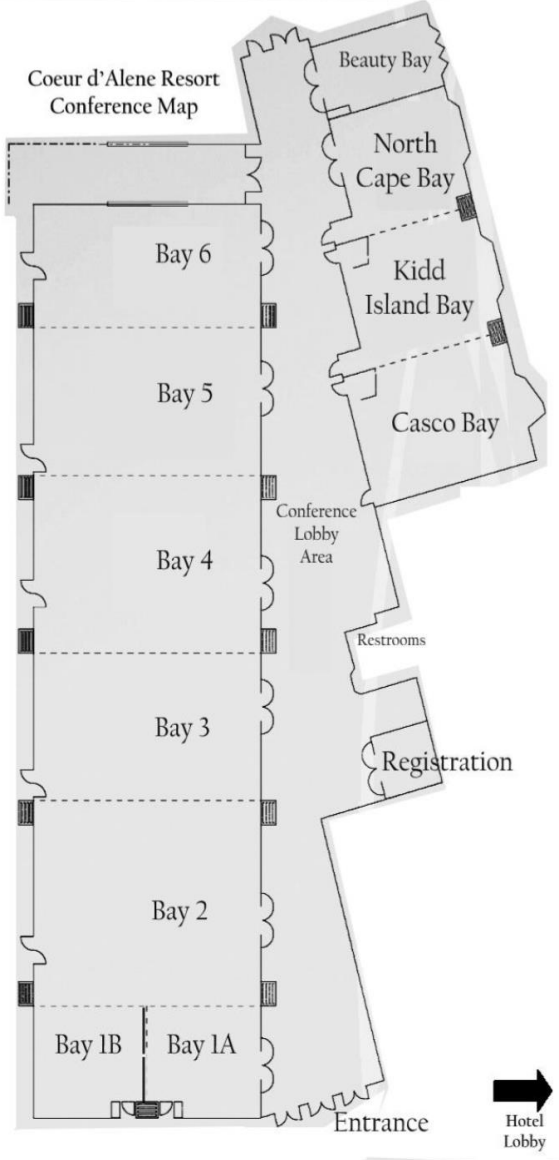 Coeur d'Alene Resort
Conference Map
Beauty Bay
North
Cape Bay
Kidd
Island Bay
Casco Bay
Bay 6
Bay 5
Bay 4
Conference
Lobby
Area
Restrooms
Bay 3
Registration
Bay 2
Bay 1B
Bay 1A
Entrance
Hotel
Lobby